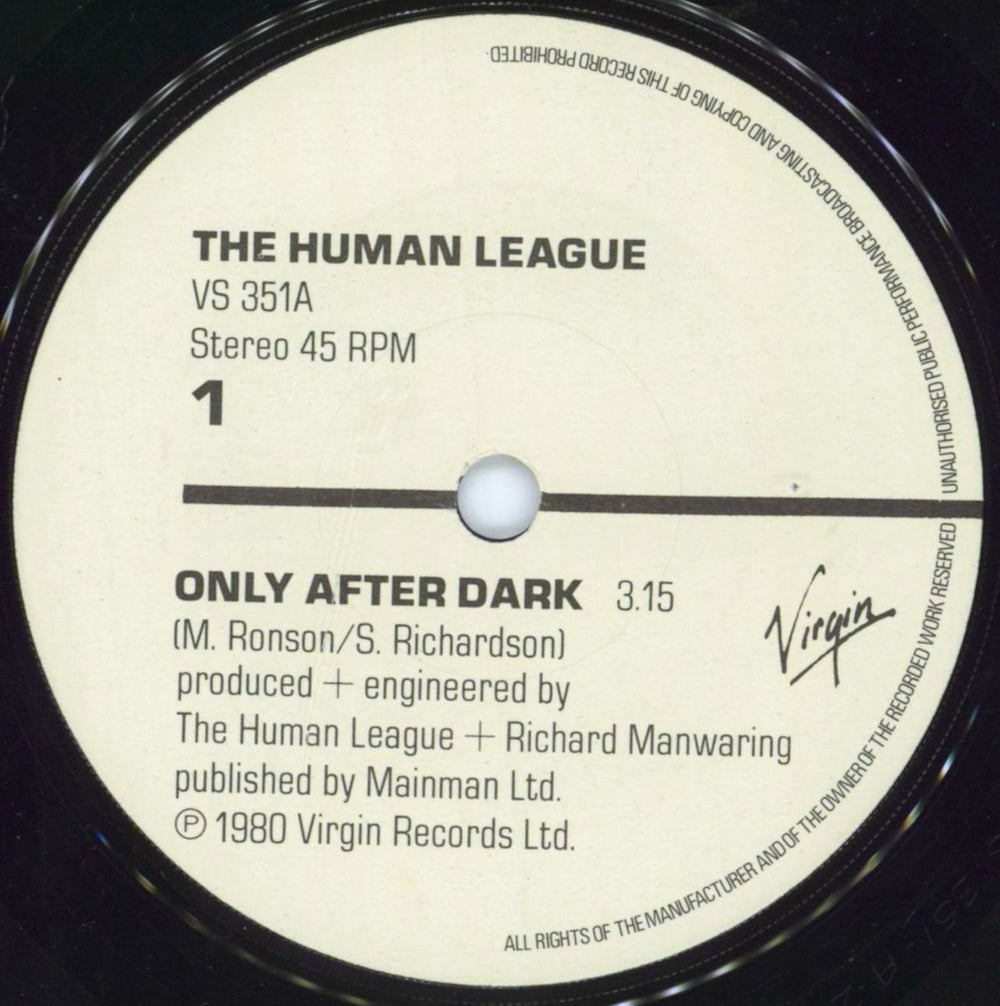 THE HUMAN LEAGUE
VS 351A
Stereo 45 RPM
1
ONLY AFTER DARK 3.15
(M. Ronson/S. Richardson)
produced + engineered by
The Human League + Richard Manwaring
published by Mainman Ltd.
Ⓟ 1980 Virgin Records Ltd.
Virgin
ALL RIGHTS OF THE MANUFACTURER AND OF THE OWNER OF THE RECORDED WORK RESERVED UNAUTHORISED PUBLIC PERFORMANCE BROADCASTING AND COPYING OF THIS RECORD PROHIBITED